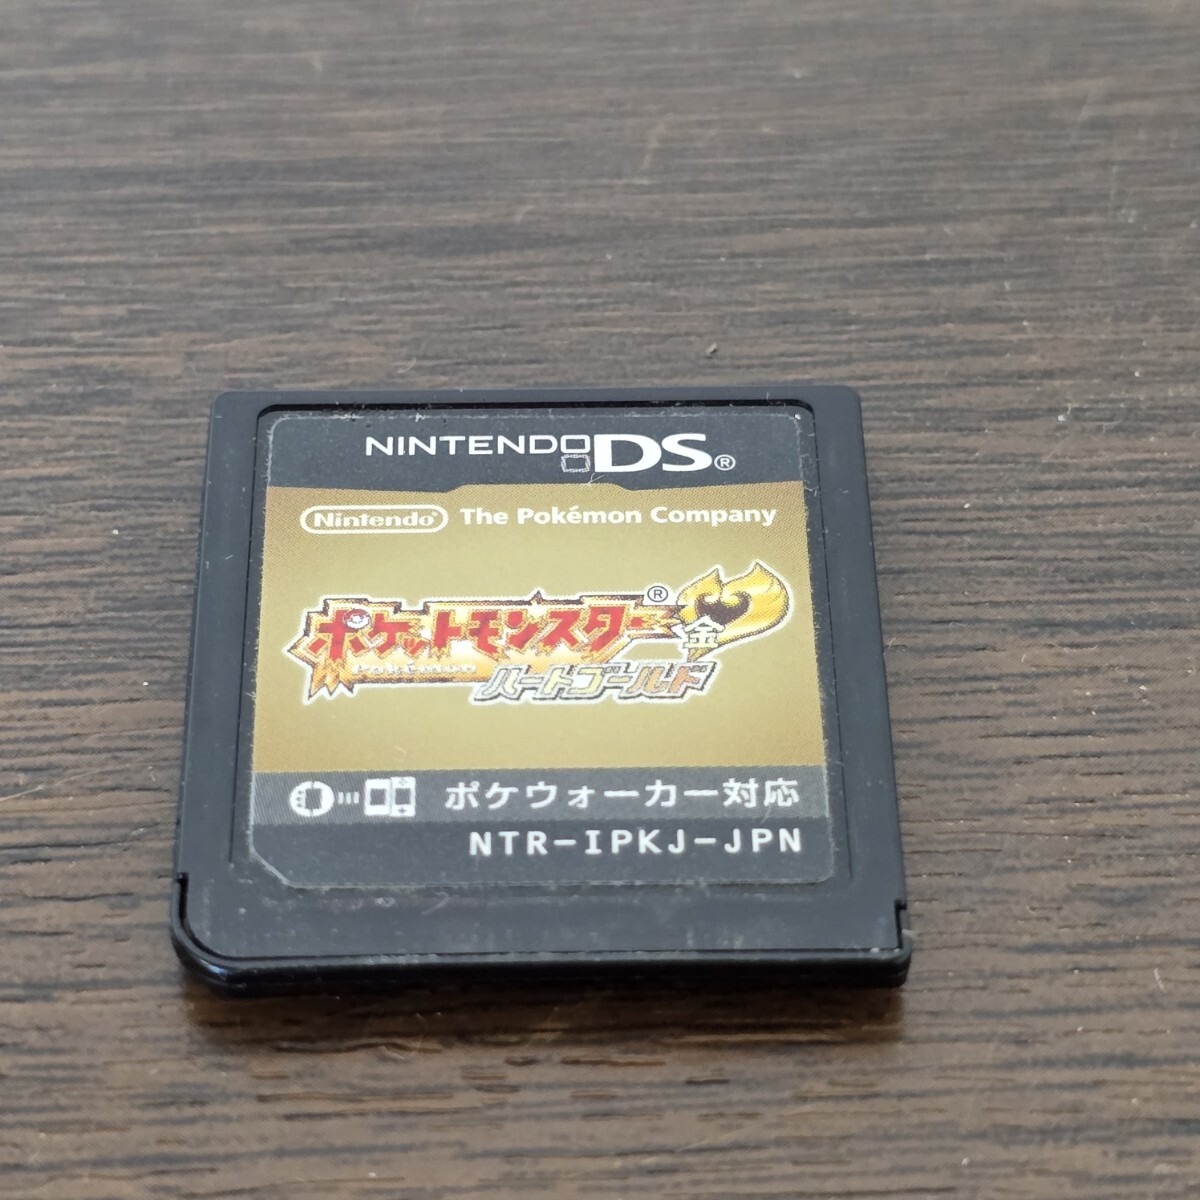 NINTENDO DS®
Nintendo® The Pokémon Company
ポケットモンスター®
Pokémon
金
ハートゴールド
ポケウォーカー対応
NTR-IPKJ-JPN